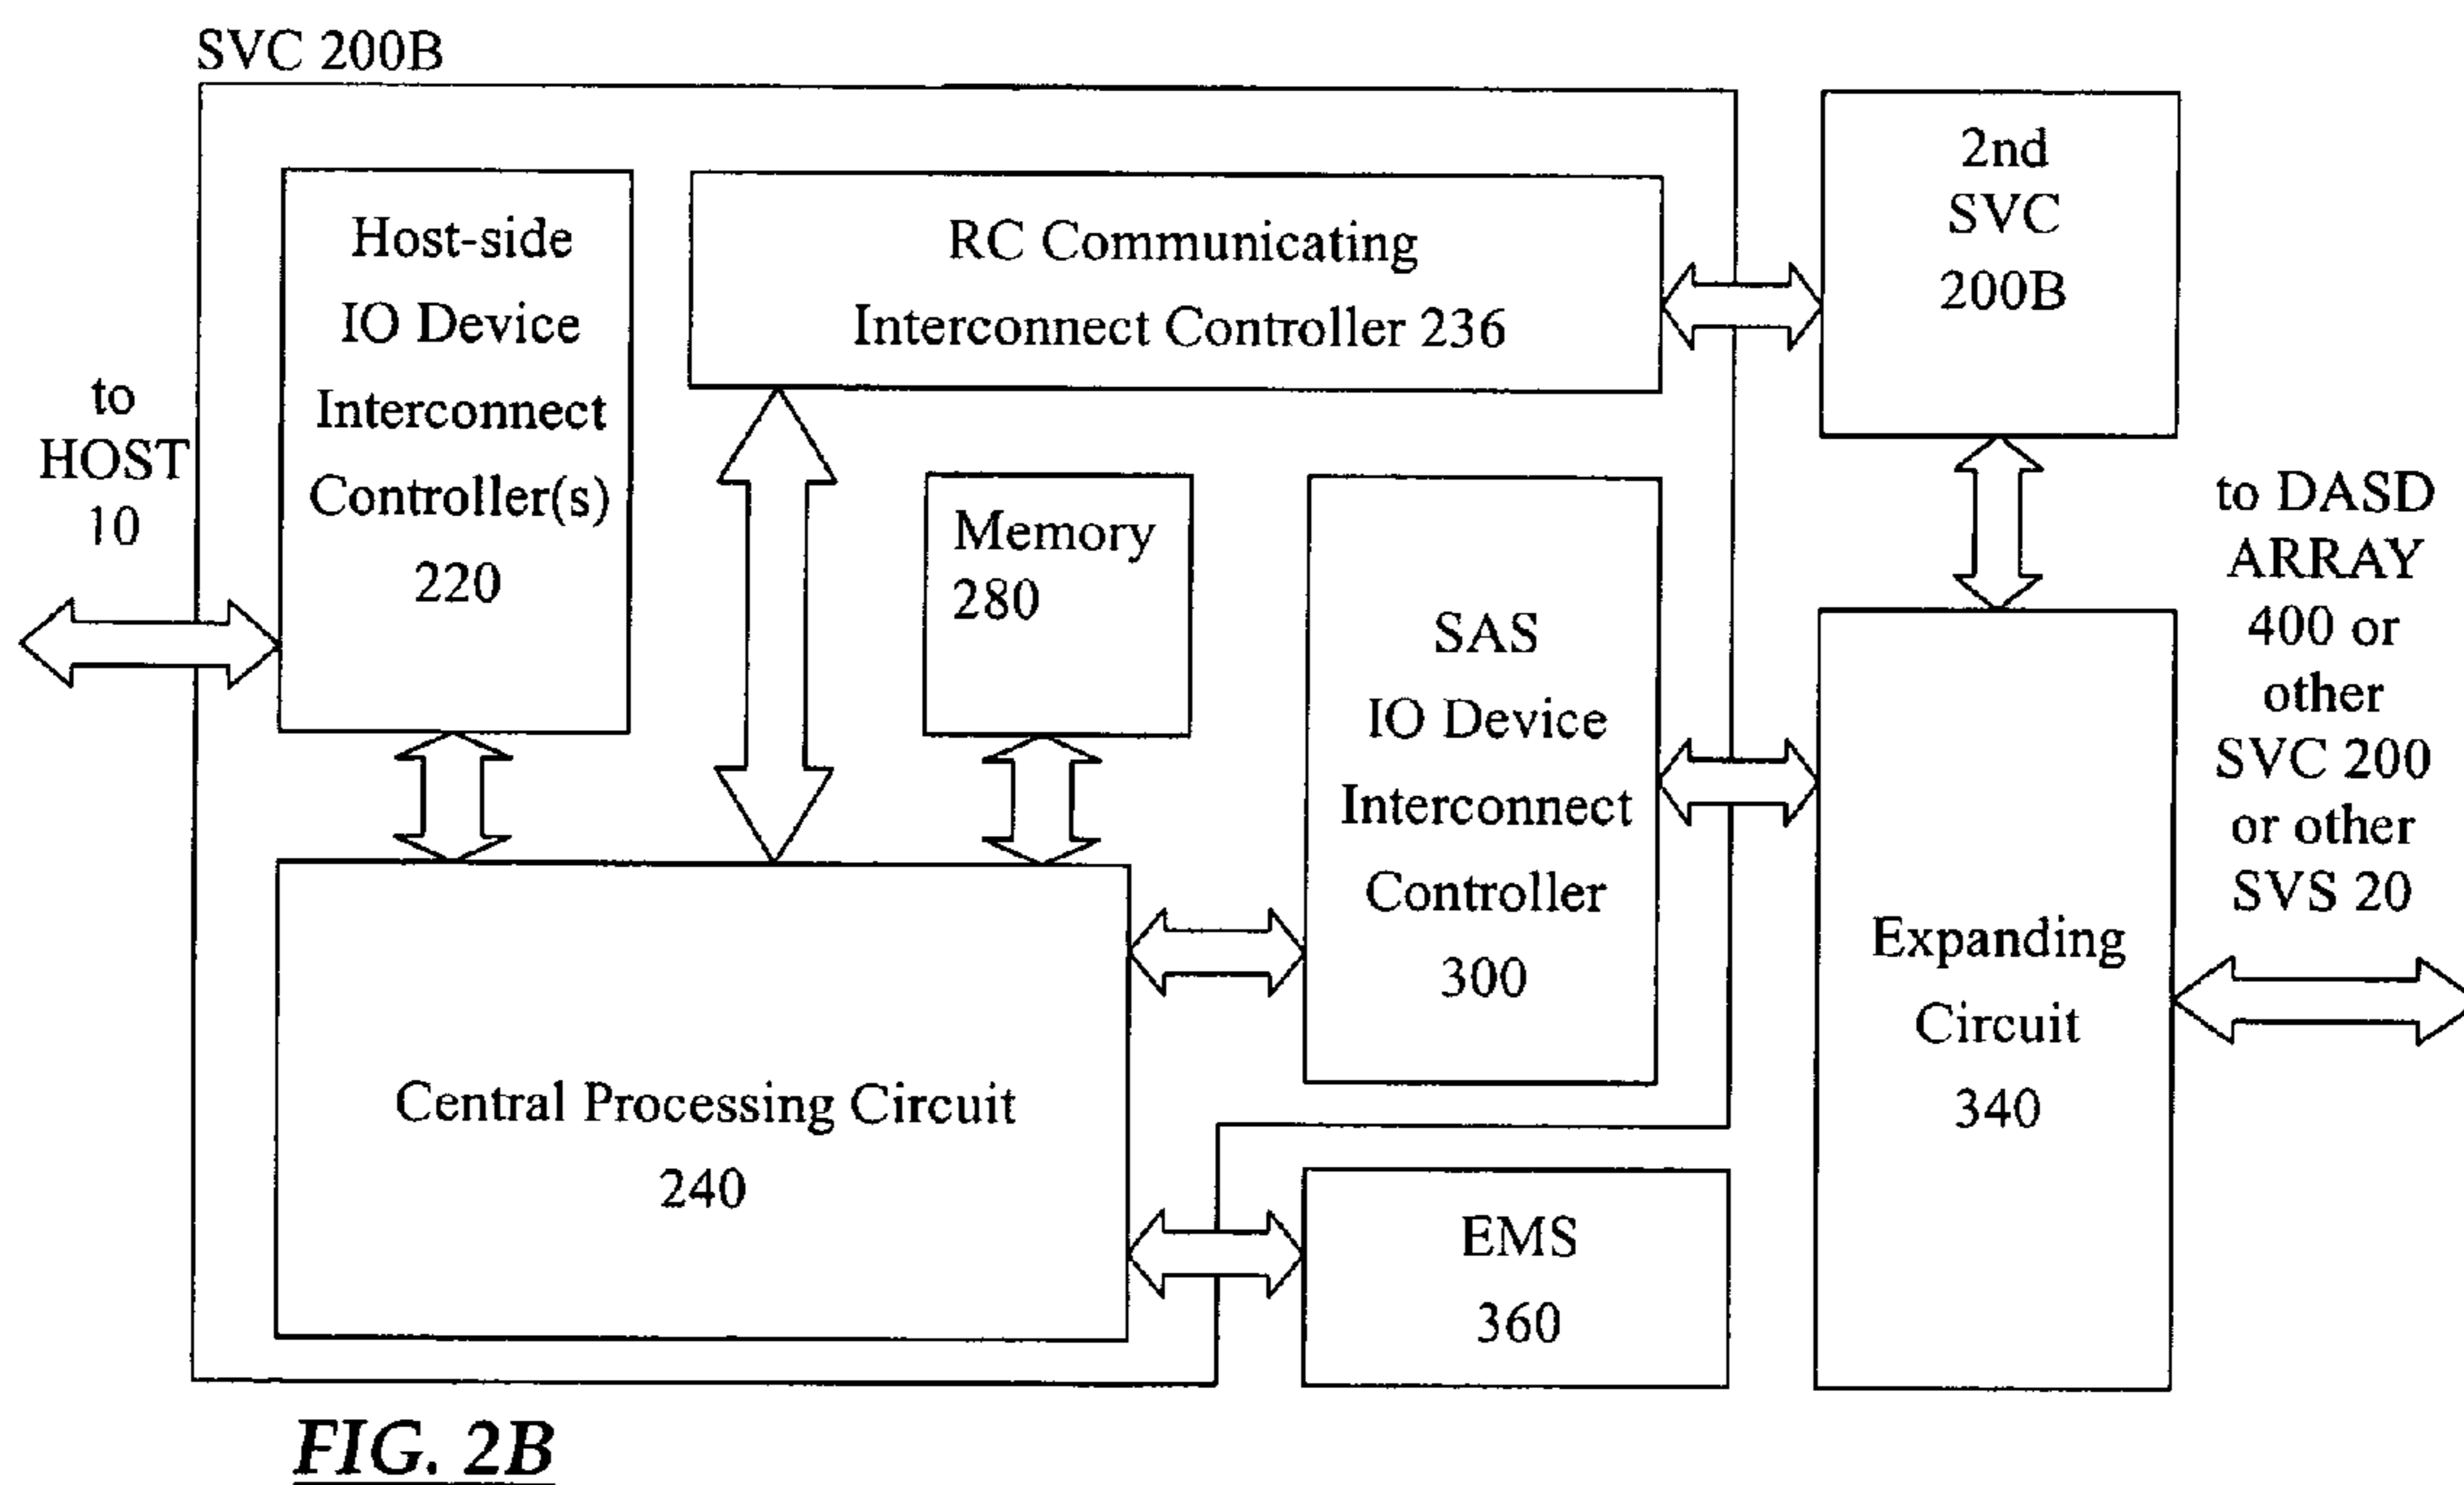 SVC 200B
to
HOST
10
Host-side
IO Device
Interconnect
Controller(s)
220
RC Communicating
Interconnect Controller 236
2nd
SVC
200B
Memory
280
SAS
IO Device
Interconnect
Controller
300
to DASD
ARRAY
400 or
other
SVC 200
or other
SVS 20
Expanding
Circuit
340
Central Processing Circuit
240
EMS
360
FIG. 2B